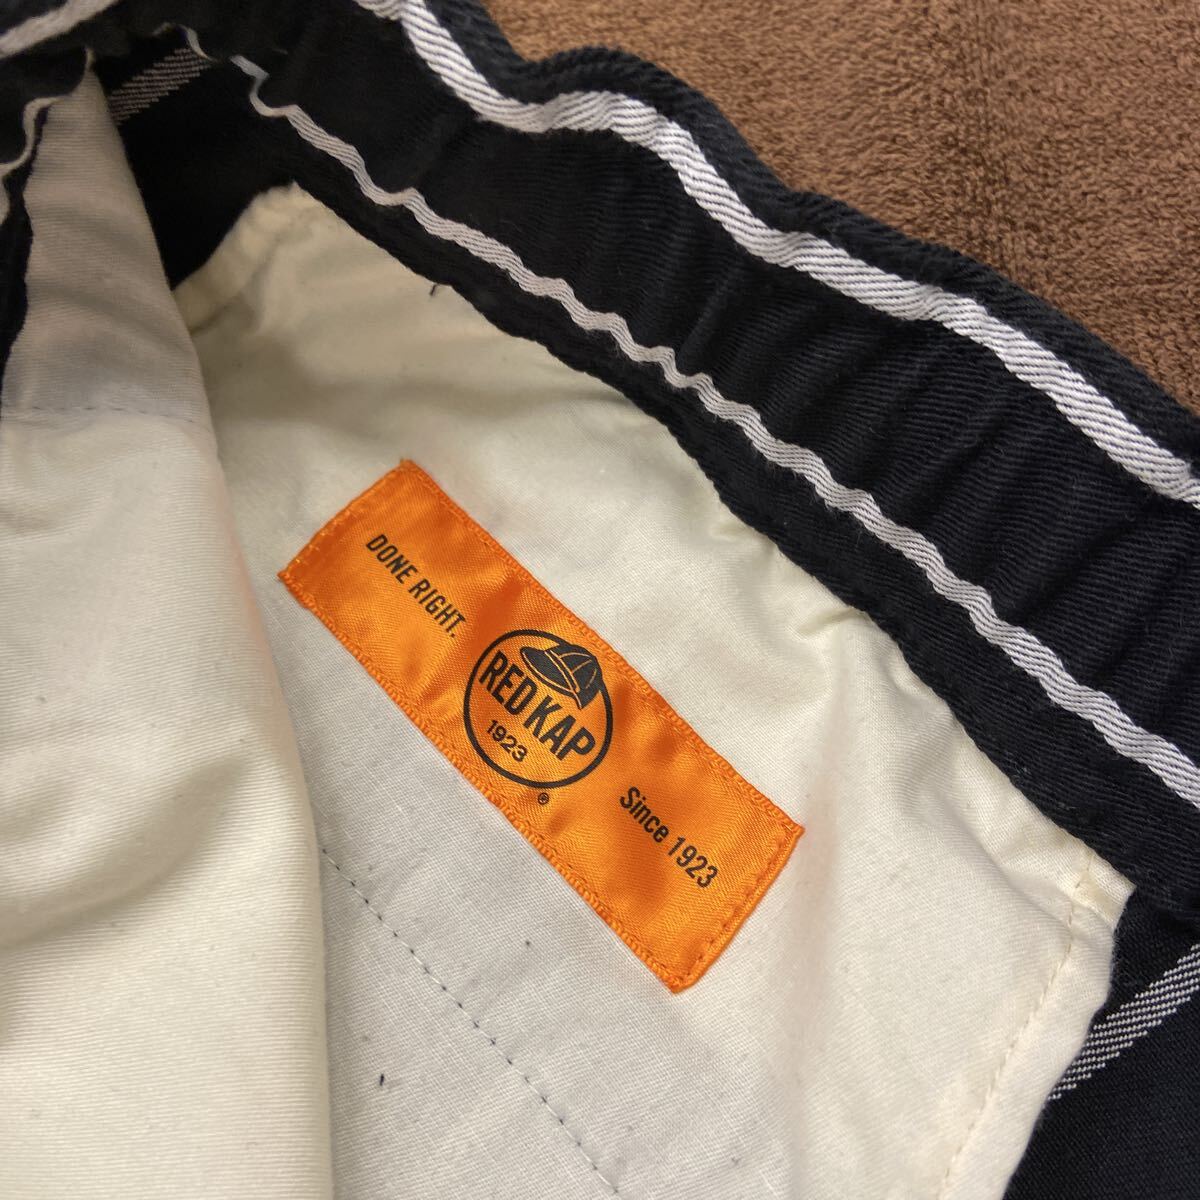 DONE RIGHT.
RED KAP
1923
®
Since 1923